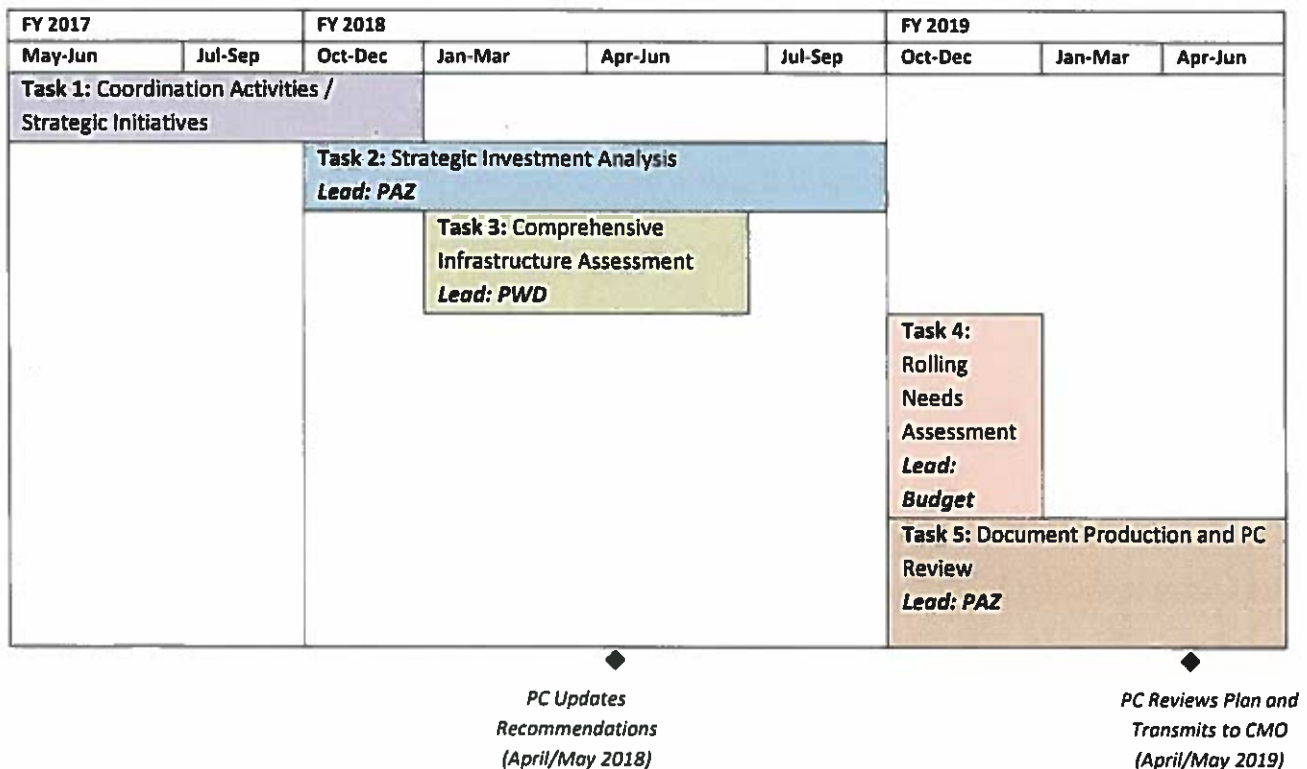 FY 2017 FY 2018 FY 2019
May-Jun Jul-Sep Oct-Dec Jan-Mar Apr-Jun Jul-Sep Oct-Dec Jan-Mar Apr-Jun
Task 1: Coordination Activities /
Strategic Initiatives
Task 2: Strategic Investment Analysis
Lead: PAZ
Task 3: Comprehensive
Infrastructure Assessment
Lead: PWD
Task 4:
Rolling
Needs
Assessment
Lead:
Budget
Task 5: Document Production and PC
Review
Lead: PAZ
PC Updates
Recommendations
(April/May 2018)
PC Reviews Plan and
Transmits to CMO
(April/May 2019)